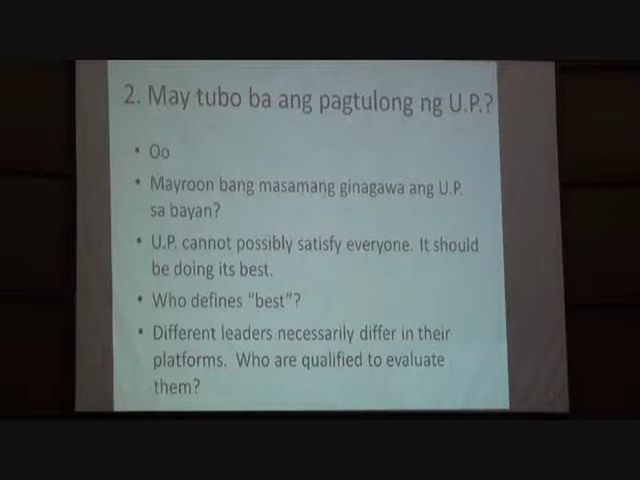 2. May tubo ba ang pagtulong ng U.P.?
• Oo
• Mayroon bang masamang ginagawa ang U.P.
sa bayan?
• U.P. cannot possibly satisfy everyone. It should
be doing its best.
• Who defines “best”?
• Different leaders necessarily differ in their
platforms. Who are qualified to evaluate
them?